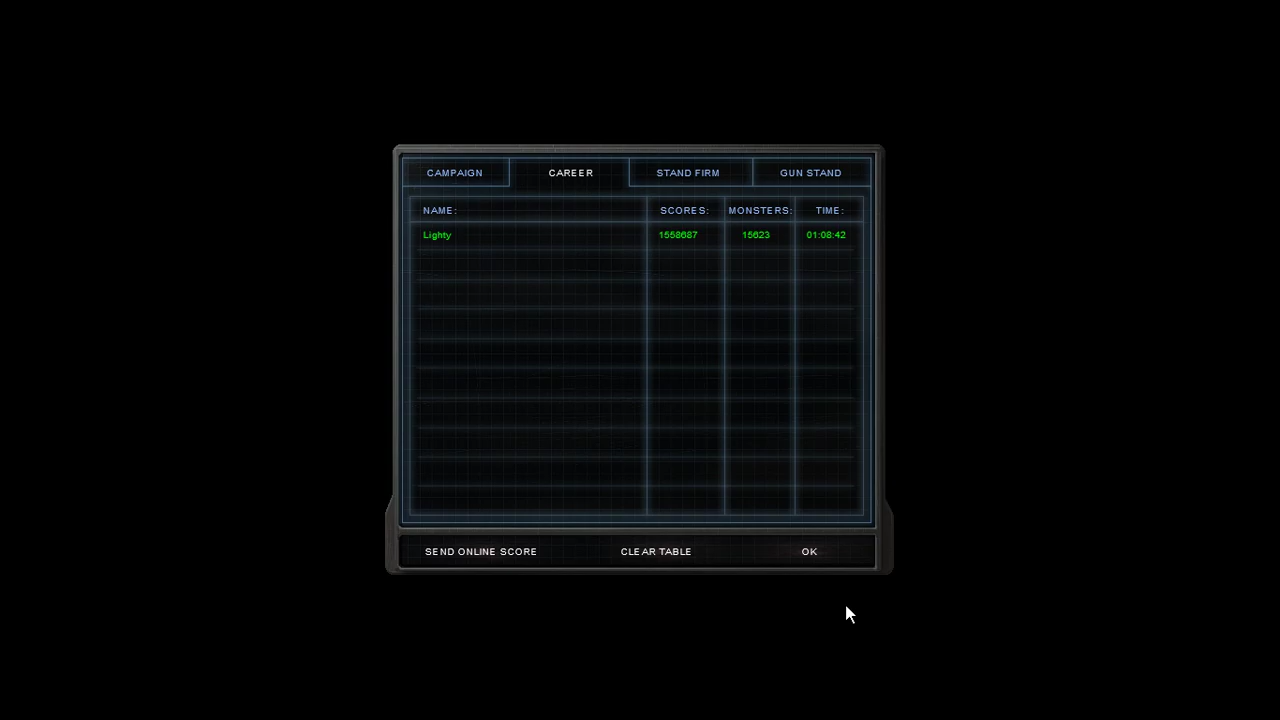 CAMPAIGN CAREER STAND FIRM GUN STAND
NAME: SCORES: MONSTERS: TIME:
Lighty 1558687 15623 01:08:42
SEND ONLINE SCORE CLEAR TABLE OK